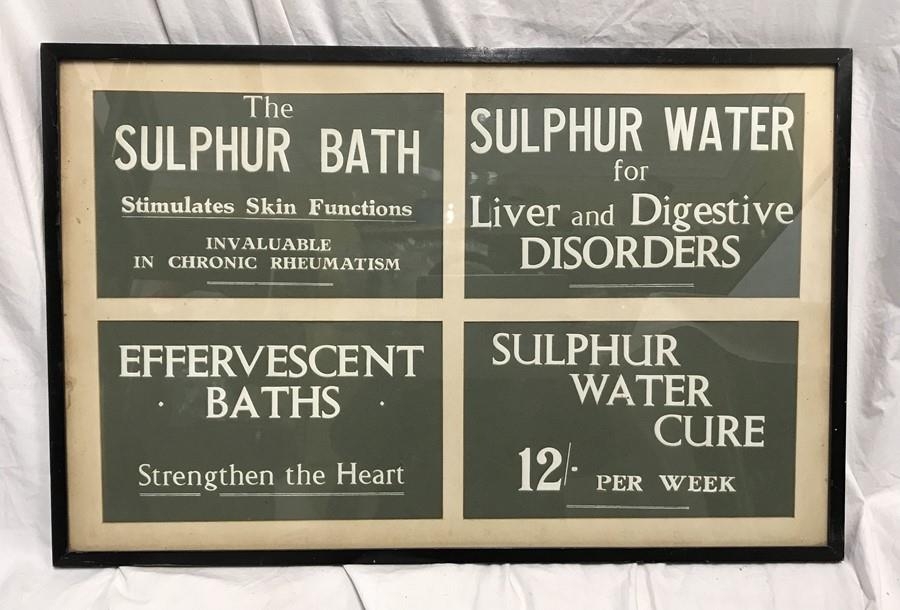 The
SULPHUR BATH
Stimulates Skin Functions
INVALUABLE
IN CHRONIC RHEUMATISM
SULPHUR WATER
for
Liver and Digestive
DISORDERS
EFFERVESCENT
· BATHS ·
Strengthen the Heart
SULPHUR
WATER
CURE
12/- PER WEEK